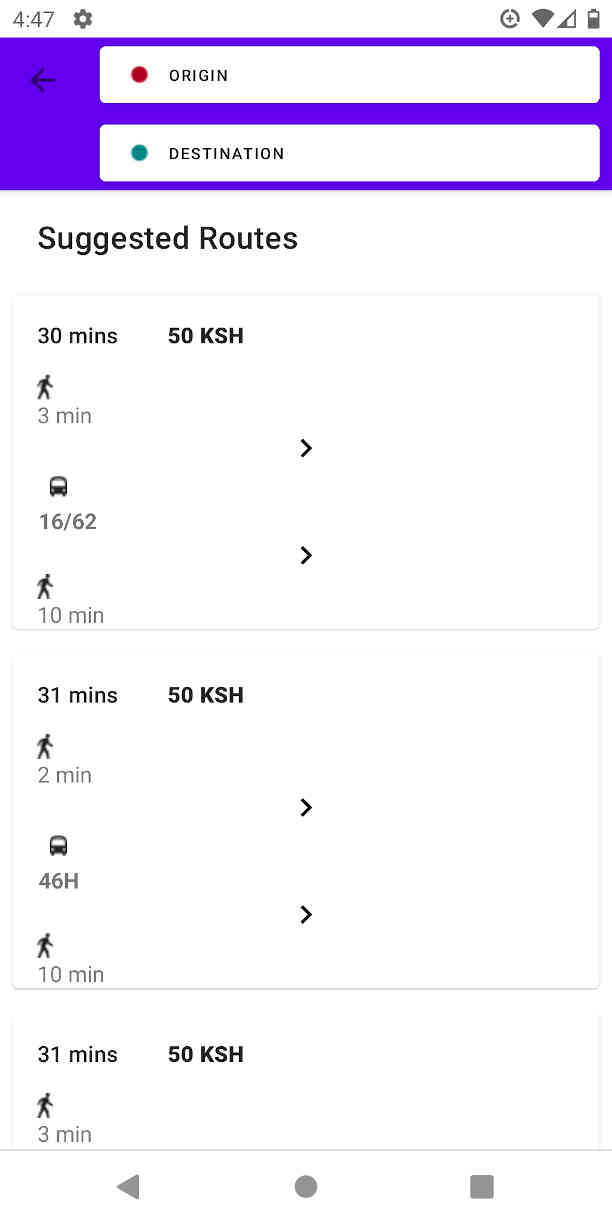 4:47
ORIGIN
DESTINATION
Suggested Routes
30 mins 50 KSH
3 min
16/62
10 min
31 mins 50 KSH
2 min
46H
10 min
31 mins 50 KSH
3 min